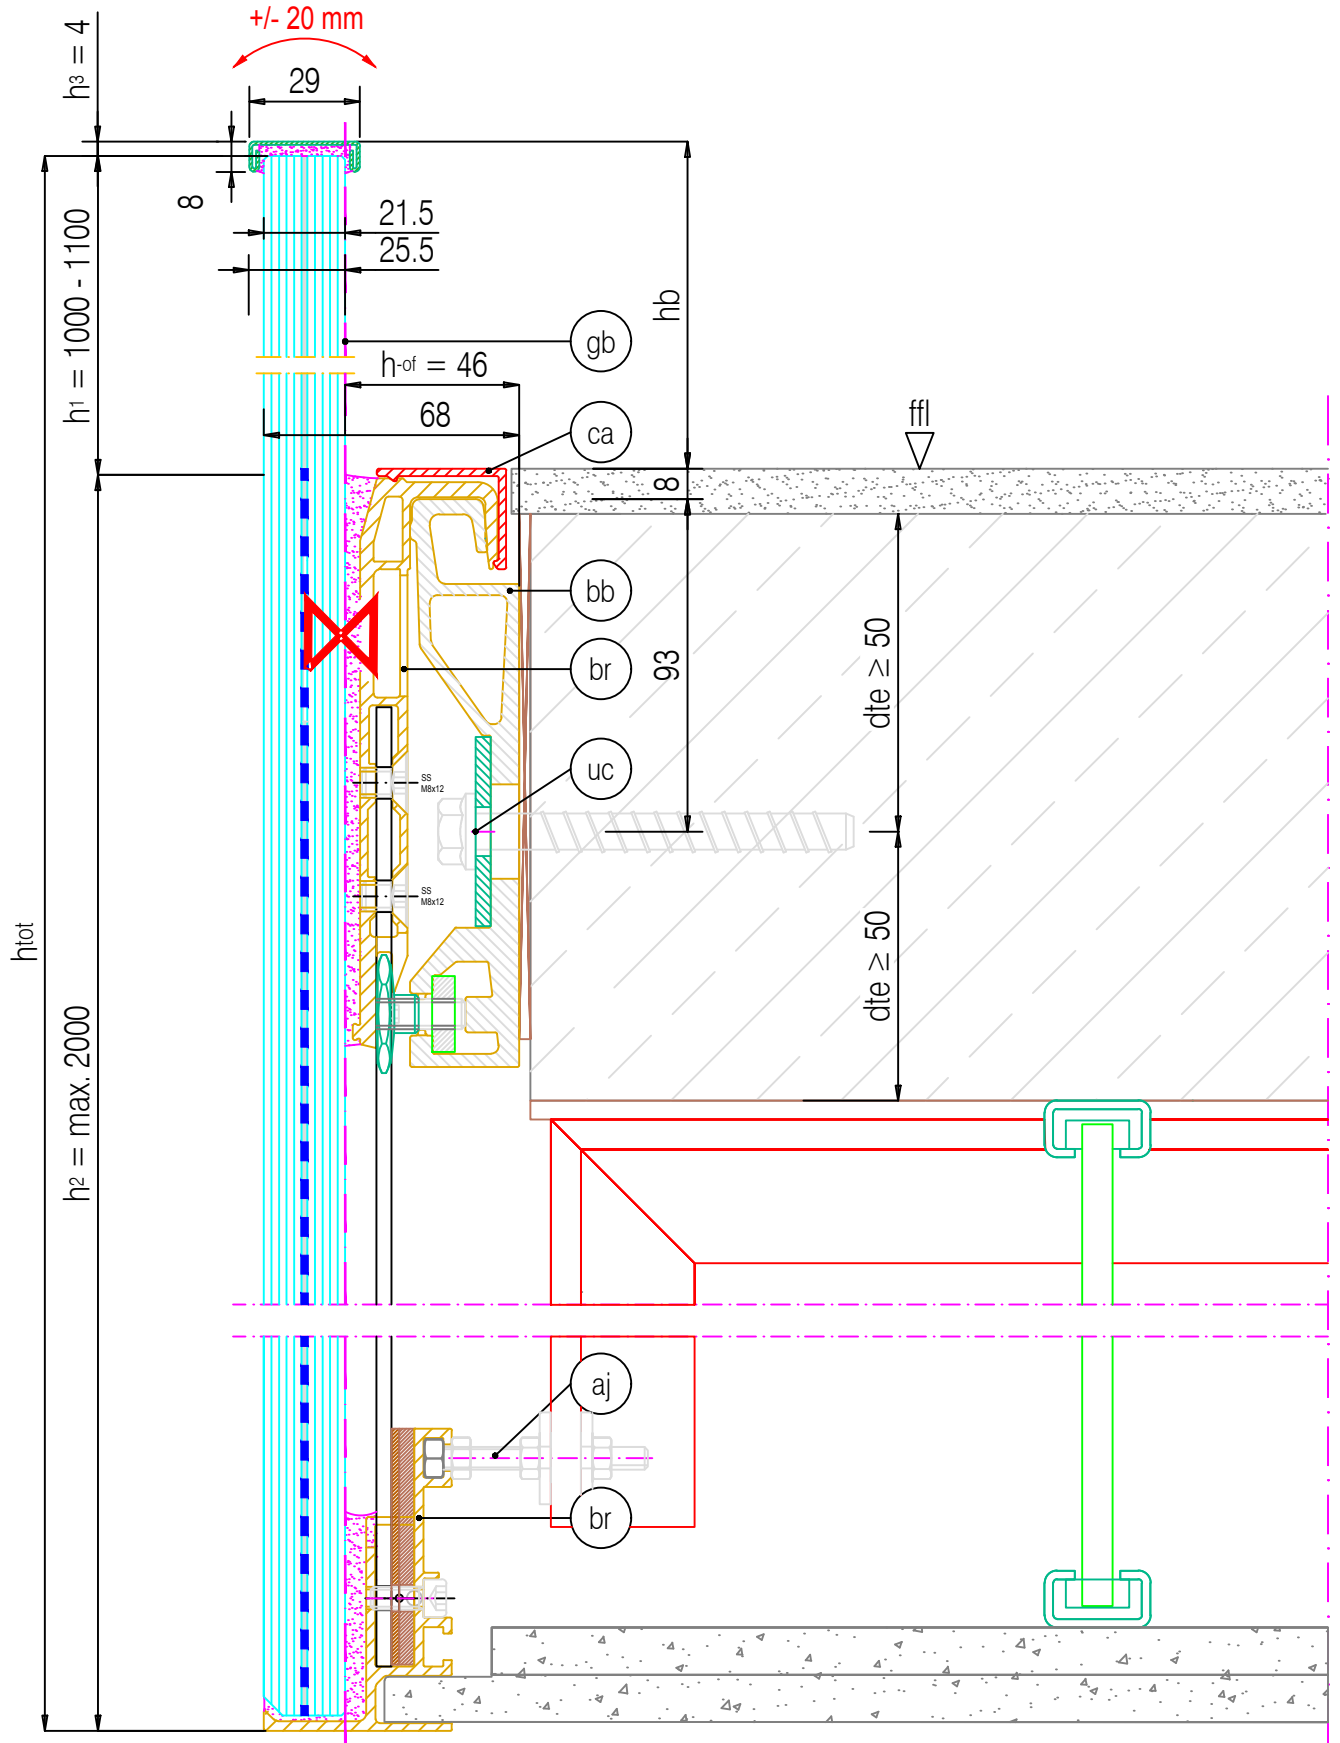 +/- 20 mm
h3 = 4
29
8
21.5
25.5
h1 = 1000 - 1100
hb
gb
h-of = 46
68
ca
ffl
8
bb
dte ≥ 50
93
br
uc
SS
M8x12
SS
M8x12
htot
dte ≥ 50
h2 = max. 2000
aj
br